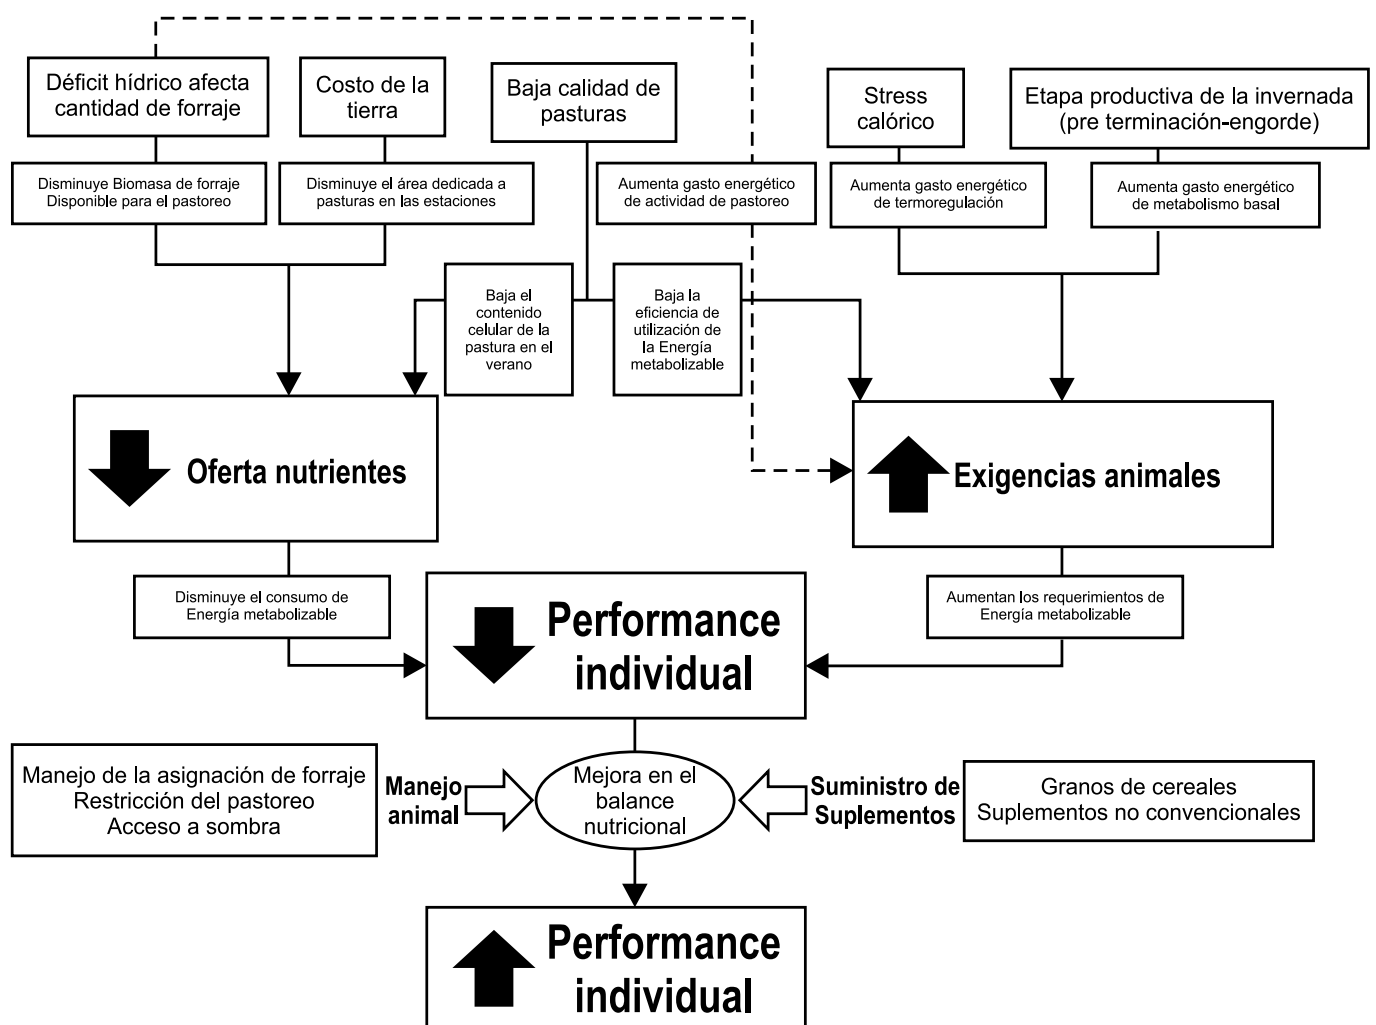 Déficit hídrico afecta
cantidad de forraje
Costo de la
tierra
Baja calidad de
pasturas
Stress
calórico
Etapa productiva de la invernada
(pre terminación-engorde)
Disminuye Biomasa de forraje
Disponible para el pastoreo
Disminuye el área dedicada a
pasturas en las estaciones
Aumenta gasto energético
de actividad de pastoreo
Aumenta gasto energético
de termoregulación
Aumenta gasto energético
de metabolismo basal
Baja el
contenido
celular de la
pastura en el
verano
Baja la
eficiencia de
utilización de
la Energía
metabolizable
Oferta nutrientes
Exigencias animales
Disminuye el consumo de
Energía metabolizable
Performance
individual
Aumentan los requerimientos de
Energía metabolizable
Manejo de la asignación de forraje
Restricción del pastoreo
Acceso a sombra
Manejo
animal
Mejora en el
balance
nutricional
Suministro de
Suplementos
Granos de cereales
Suplementos no convencionales
Performance
individual